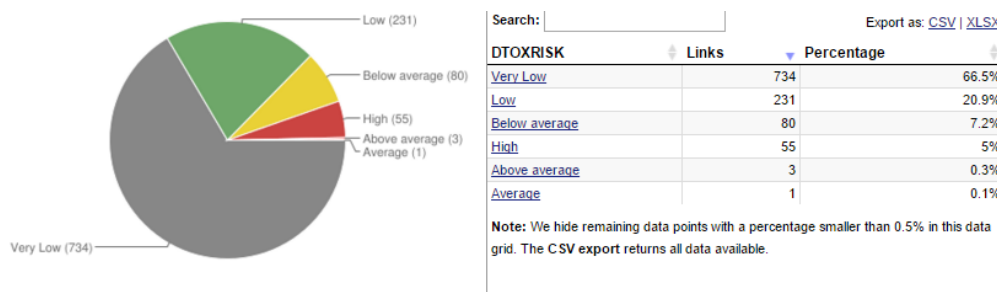 Low (231)
Below average (80)
High (55)
Above average (3)
Average (1)
Very Low (734)
Search:
Export as: CSV | XLSX
DTOXRISK Links Percentage
Very Low 734 66.5%
Low 231 20.9%
Below average 80 7.2%
High 55 5%
Above average 3 0.3%
Average 1 0.1%
Note: We hide remaining data points with a percentage smaller than 0.5% in this data
grid. The CSV export returns all data available.